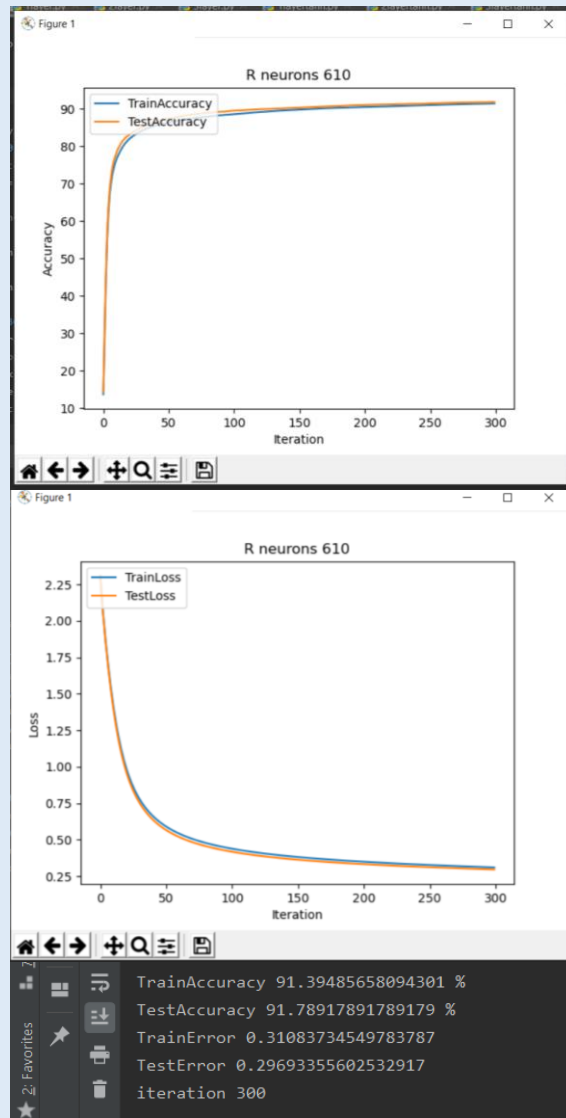 Figure 1
R neurons 610
TrainAccuracy
TestAccuracy
Accuracy
90
80
70
60
50
40
30
20
10
0 50 100 150 200 250 300
Iteration
Figure 1
R neurons 610
TrainLoss
TestLoss
Loss
2.25
2.00
1.75
1.50
1.25
1.00
0.75
0.50
0.25
0 50 100 150 200 250 300
Iteration
2: Favorites
TrainAccuracy 91.39485658094301 %
TestAccuracy 91.78917891789179 %
TrainError 0.31083734549783787
TestError 0.29693355602532917
iteration 300